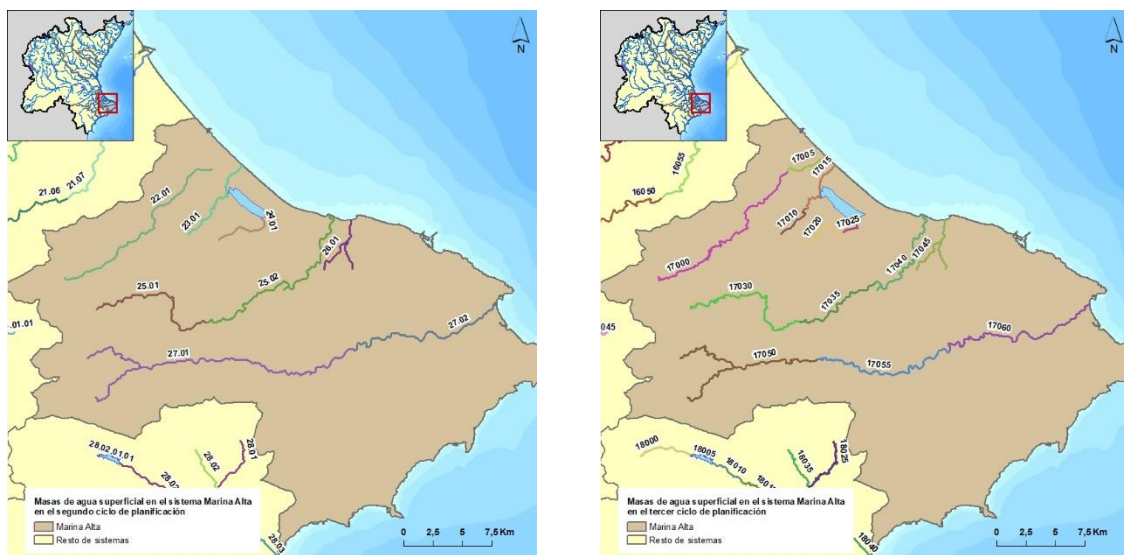 N
21.06
21.07
22.01
23.01
24.01
26.01
25.01
25.02
27.02
27.01
28.02.01.01
28.02
28.01
28.03
Masas de agua superficial en el sistema Marina Alta
en el segundo ciclo de planificación
Marina Alta
Resto de sistemas
0 2,5 5 7,5 Km
N
16050
16055
17005
17015
17010
17020
17025
17000
17045
17040
17030
17035
17060
17050
17055
18000
18005
18010
18035
18025
18040
Masas de agua superficial en el sistema Marina Alta
en el tercer ciclo de planificación
Marina Alta
Resto de sistemas
0 2,5 5 7,5 Km